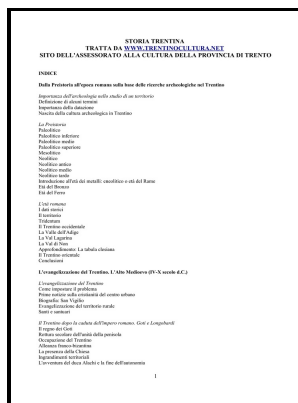 STORIA TRENTINA
TRATTA DA WWW.TRENTINOCULTURA.NET
SITO DELL'ASSESSORATO ALLA CULTURA DELLA PROVINCIA DI TRENTO
INDICE
Dalla Preistoria all'epoca romana sulla base delle ricerche archeologiche nel Trentino
Importanza dell'archeologia nello studio di un territorio
Definizione di alcuni termini
Importanza della datazione
Nascita della cultura archeologica in Trentino
La Preistoria
Paleolitico
Paleolitico inferiore
Paleolitico medio
Paleolitico superiore
Mesolitico
Neolitico
Neolitico antico
Neolitico medio
Neolitico tardo
Introduzione all'età dei metalli: eneolitico o età del Rame
Età del Bronzo
Età del Ferro
L'età romana
I dati storici
Il territorio
Tridentum
Il Trentino occidentale
La Valle dell'Adige
La Val Lagarina
La Val di Non
Approfondimento: La tabula clesiana
Il Trentino orientale
Conclusioni
L'evangelizzazione del Trentino. L'Alto Medioevo (IV-X secolo d.C.)
L'evangelizzazione del Trentino
Come impostare il problema
Prime notizie sulla cristianità del centro urbano
Biografia: San Vigilio
Evangelizzazione del territorio rurale
Santi e santuari
Il Trentino dopo la caduta dell'Impero romano. Goti e Longobardi
Il regno dei Goti
Rottura secolare dell'unità della penisola
Occupazione del Trentino
Alleanza franco-bizantina
La presenza della Chiesa
Ingrandimenti territoriali
L'avventura del duca Alachi e la fine dell'autonomia
1